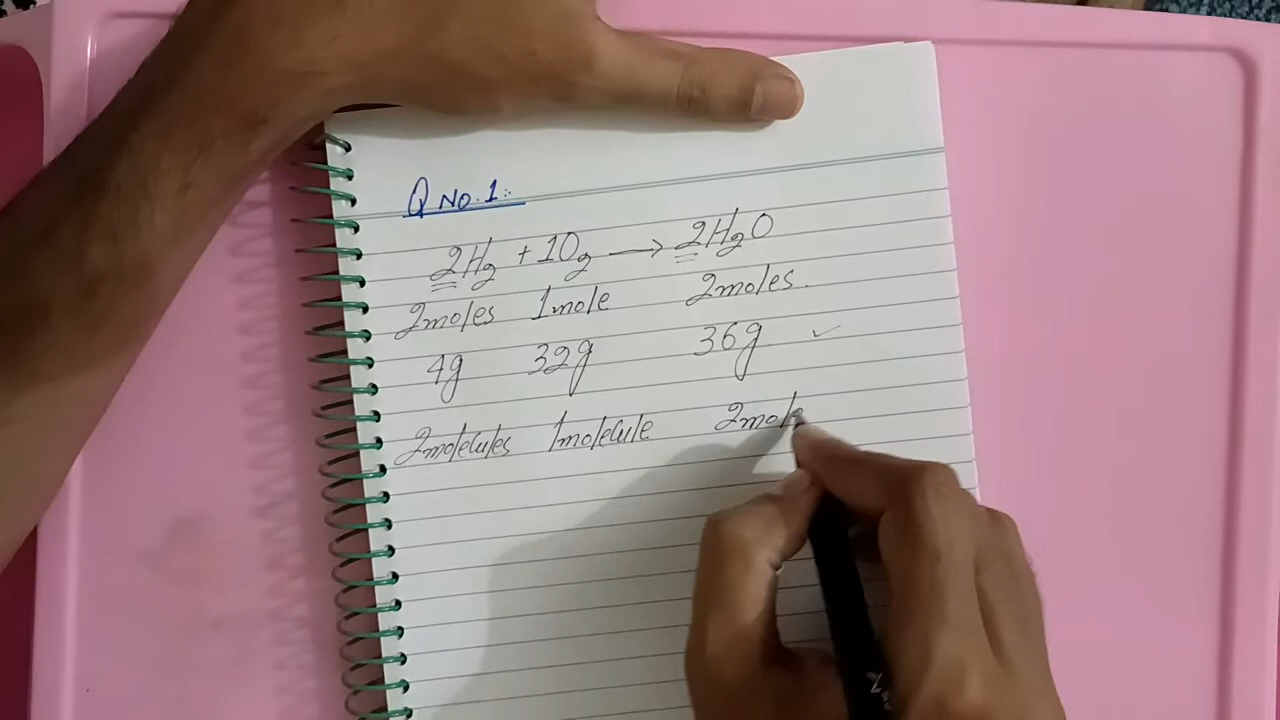 Q NO.1:
2H₂ + 1O₂ → 2H₂O
2moles 1mole 2moles.
4g 32g 36g ✓
2molecules 1molecule 2mole